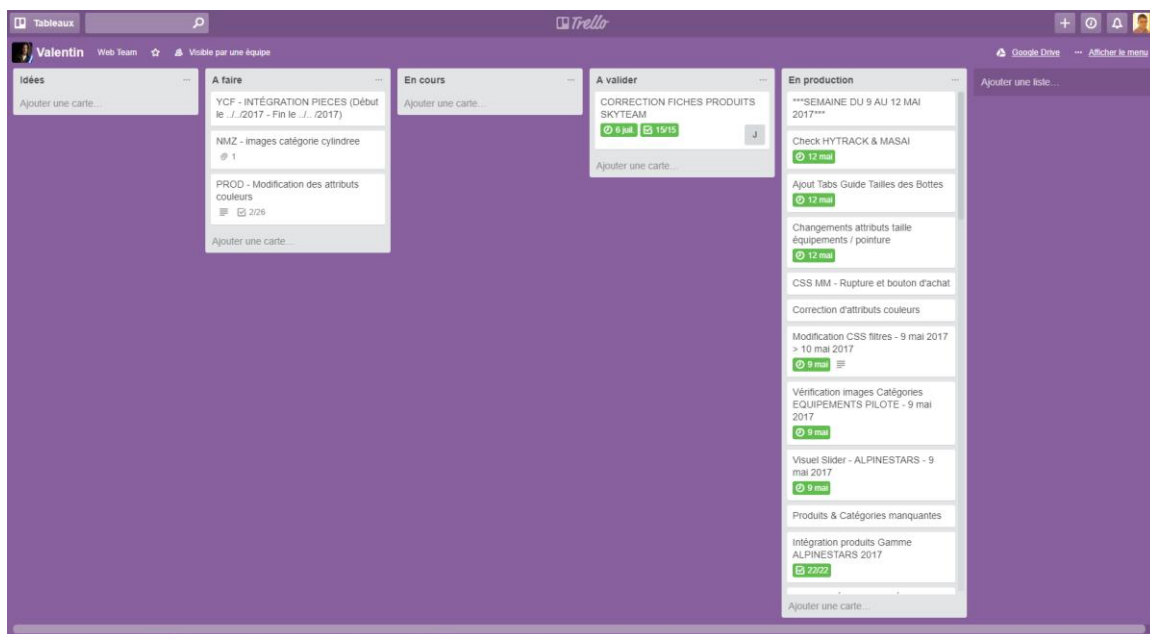 Tableaux
Trello
Valentin Web Team Visible par une équipe
Google Drive ··· Afficher le menu
Idées ...
Ajouter une carte...
A faire ...
YCF - INTÉGRATION PIECES (Début
le ../../2017 - Fin le ../../2017)
NMZ - images catégorie cylindree
1
PROD - Modification des attributs
couleurs
2/26
Ajouter une carte...
En cours ...
Ajouter une carte...
A valider ...
CORRECTION FICHES PRODUITS
SKYTEAM
6 juil. 15/15
J
Ajouter une carte...
En production ...
***SEMAINE DU 9 AU 12 MAI
2017***
Check HYTRACK & MASAI
12 mai
Ajout Tabs Guide Tailles des Bottes
12 mai
Changements attributs taille
équipements / pointure
12 mai
CSS MM - Rupture et bouton d'achat
Correction d'attributs couleurs
Modification CSS filtres - 9 mai 2017
> 10 mai 2017
9 mai
Vérification images Catégories
EQUIPEMENTS PILOTE - 9 mai
2017
9 mai
Visuel Slider - ALPINESTARS - 9
mai 2017
9 mai
Produits & Catégories manquantes
Intégration produits Gamme
ALPINESTARS 2017
22/22
Ajouter une carte...
Ajouter une liste...